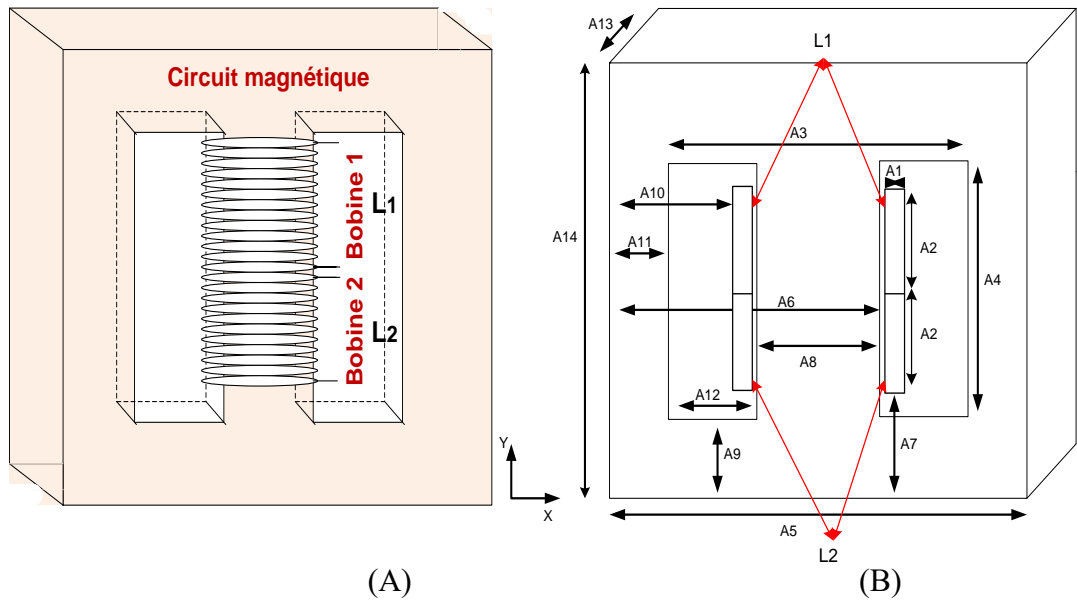 Circuit magnétique
Bobine 1
L1
Bobine 2
L2
Y
X
(A)
A13
L1
A3
A1
A10
A14
A11
A2
A4
A6
A2
A8
A12
A9
A7
A5
L2
(B)